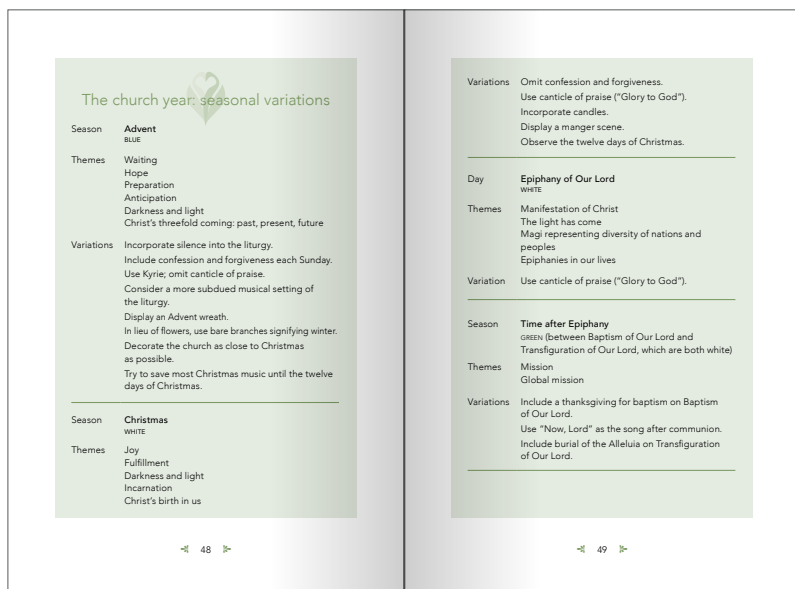 The church year: seasonal variations
Season Advent
BLUE
Themes Waiting
Hope
Preparation
Anticipation
Darkness and light
Christ's threefold coming: past, present, future
Variations Incorporate silence into the liturgy.
Include confession and forgiveness each Sunday.
Use Kyrie; omit canticle of praise.
Consider a more subdued musical setting of
the liturgy.
Display an Advent wreath.
In lieu of flowers, use bare branches signifying winter.
Decorate the church as close to Christmas
as possible.
Try to save most Christmas music until the twelve
days of Christmas.
Season Christmas
WHITE
Themes Joy
Fulfillment
Darkness and light
Incarnation
Christ's birth in us
48
Variations Omit confession and forgiveness.
Use canticle of praise ("Glory to God").
Incorporate candles.
Display a manger scene.
Observe the twelve days of Christmas.
Day Epiphany of Our Lord
WHITE
Themes Manifestation of Christ
The light has come
Magi representing diversity of nations and
peoples
Epiphanies in our lives
Variation Use canticle of praise ("Glory to God").
Season Time after Epiphany
GREEN (between Baptism of Our Lord and
Transfiguration of Our Lord, which are both white)
Themes Mission
Global mission
Variations Include a thanksgiving for baptism on Baptism
of Our Lord.
Use "Now, Lord" as the song after communion.
Include burial of the Alleluia on Transfiguration
of Our Lord.
49